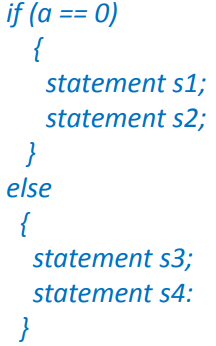 if (a == 0)
{
statement s1;
statement s2;
}
else
{
statement s3;
statement s4:
}